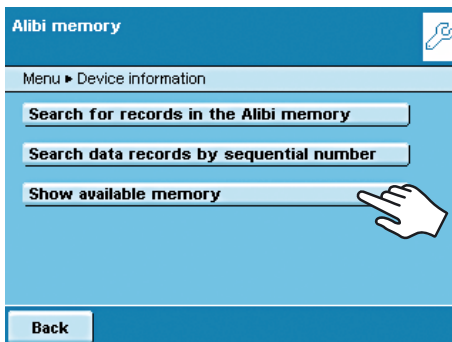 Alibi memory
Menu ▸ Device information
Search for records in the Alibi memory
Search data records by sequential number
Show available memory
Back